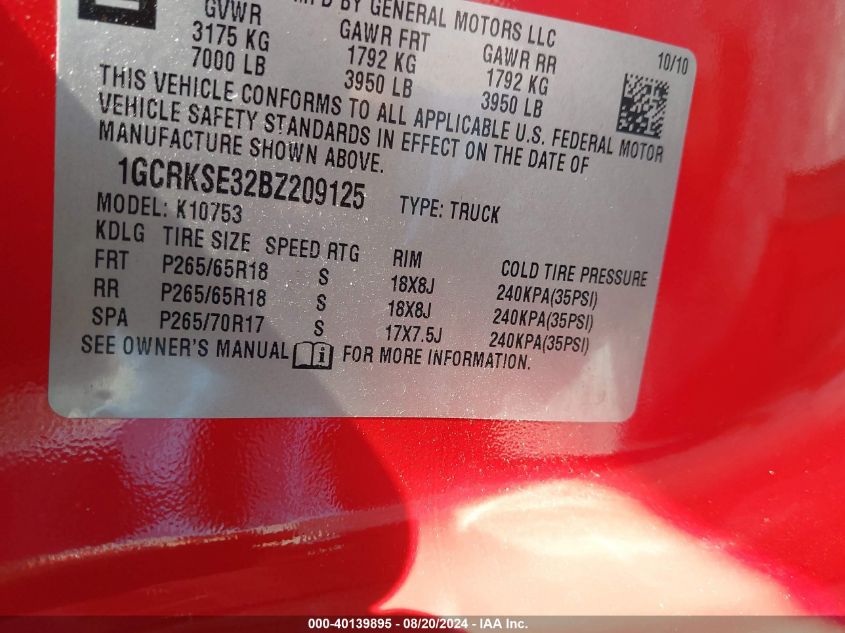 MFD BY GENERAL MOTORS LLC
GVWR GAWR FRT GAWR RR 10/10
3175 KG 1792 KG 1792 KG
7000 LB 3950 LB 3950 LB
THIS VEHICLE CONFORMS TO ALL APPLICABLE U.S. FEDERAL MOTOR
VEHICLE SAFETY STANDARDS IN EFFECT ON THE DATE OF
MANUFACTURE SHOWN ABOVE.
1GCRKSE32BZ209125 TYPE: TRUCK
MODEL: K10753
KDLG TIRE SIZE SPEED RTG RIM COLD TIRE PRESSURE
FRT P265/65R18 S 18X8J 240KPA(35PSI)
RR P265/65R18 S 18X8J 240KPA(35PSI)
SPA P265/70R17 S 17X7.5J 240KPA(35PSI)
SEE OWNER'S MANUAL i FOR MORE INFORMATION:
000-40139895 - 08/20/2024 - IAA Inc.